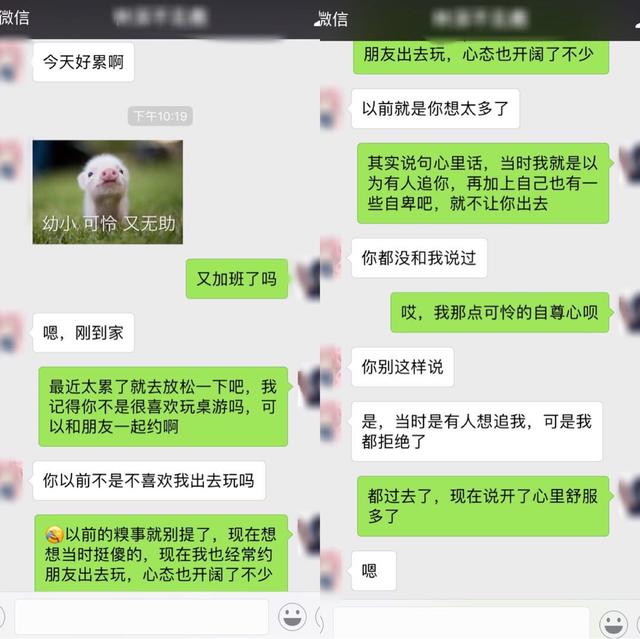 微信
今天好累啊
下午10:19
幼小 可怜 又无助
又加班了吗
嗯，刚到家
最近太累了就去放松一下吧，我
记得你不是很喜欢玩桌游吗，可
以和朋友一起约啊
你以前不是不喜欢我出去玩吗
以前的糗事就别提了，现在想
想当时挺傻的，现在我也经常约
朋友出去玩，心态也开阔了不少
微信
朋友出去玩，心态也开阔了不少
以前就是你想太多了
其实说句心里话，当时我就是以
为有人追你，再加上自己也有一
些自卑吧，就不让你出去
你都没和我说过
哎，我那点可怜的自尊心呗
你别这样说
是，当时是有人想追我，可是我
都拒绝了
都过去了，现在说开了心里舒服
多了
嗯